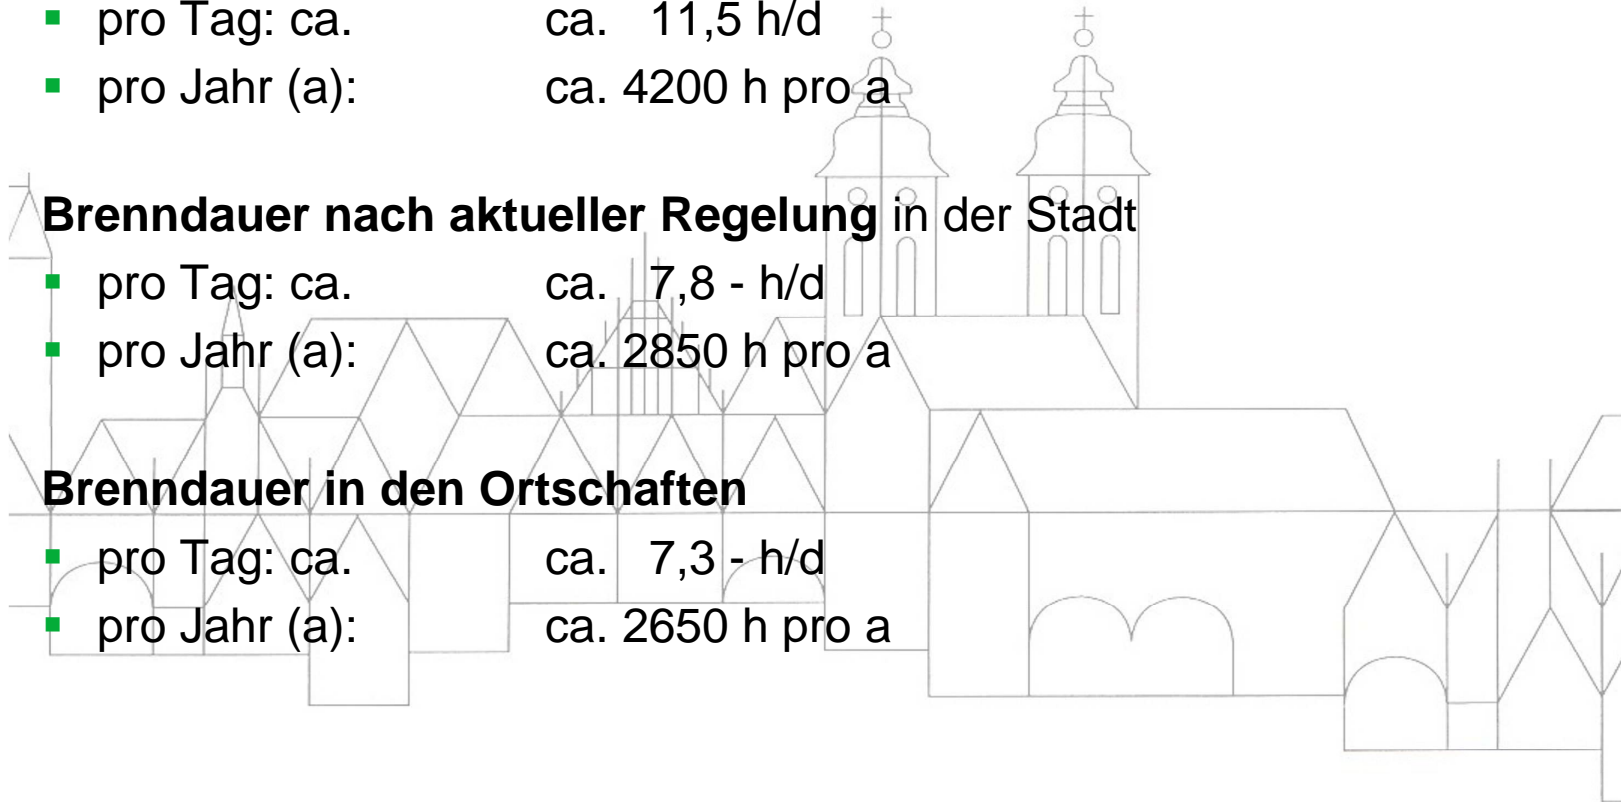 ▪ pro Tag: ca. ca. 11,5 h/d
▪ pro Jahr (a): ca. 4200 h pro a
Brenndauer nach aktueller Regelung in der Stadt
▪ pro Tag: ca. ca. 7,8 - h/d
▪ pro Jahr (a): ca. 2850 h pro a
Brenndauer in den Ortschaften
▪ pro Tag: ca. ca. 7,3 - h/d
▪ pro Jahr (a): ca. 2650 h pro a